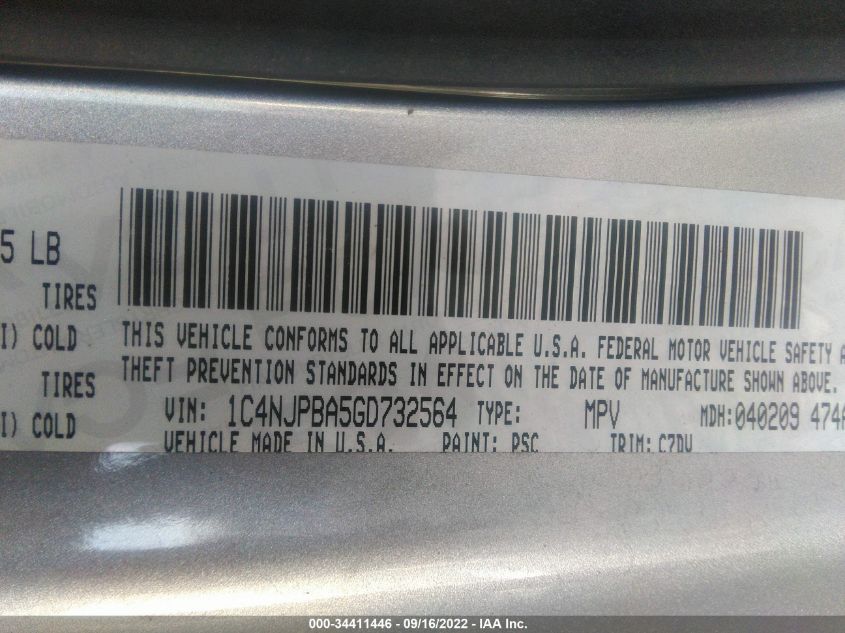 5 LB
TIRES
I) COLD
TIRES
I) COLD
THIS VEHICLE CONFORMS TO ALL APPLICABLE U.S.A. FEDERAL MOTOR VEHICLE SAFETY A
THEFT PREVENTION STANDARDS IN EFFECT ON THE DATE OF MANUFACTURE SHOWN ABOVE.
VIN: 1C4NJPBA5GD732564 TYPE: MPV MDH:040209 474A
VEHICLE MADE IN U.S.A. PAINT: PSC TRIM: C7DV
000-34411446 - 09/16/2022 - IAA Inc.